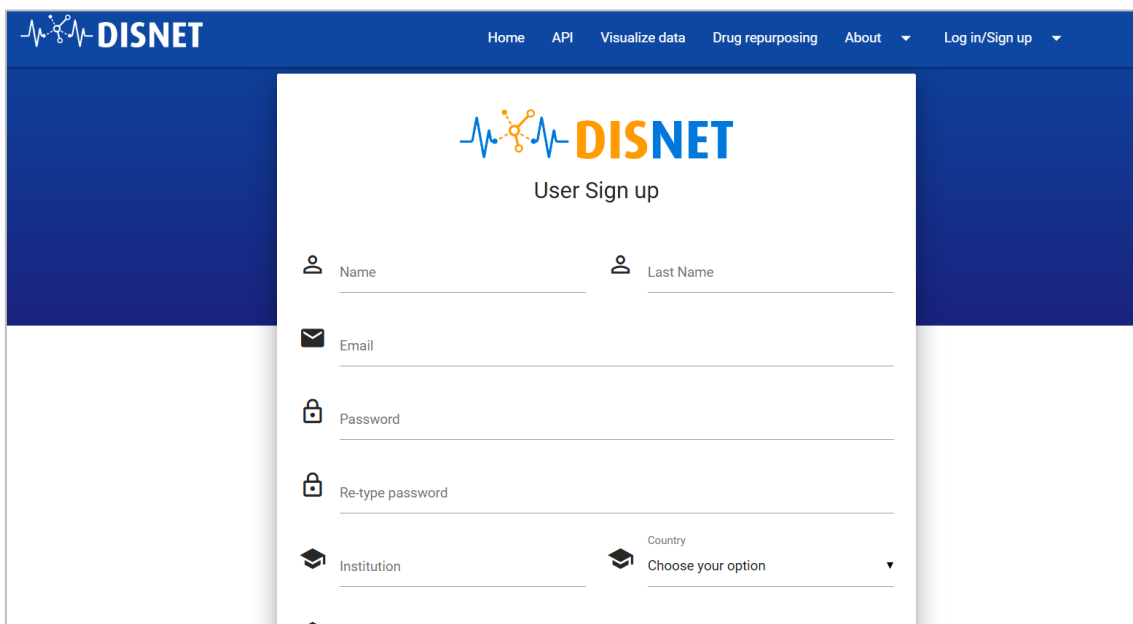 DISNET
Home API Visualize data Drug repurposing About Log in/Sign up
DISNET
User Sign up
Name Last Name
Email
Password
Re-type password
Country
Institution Choose your option